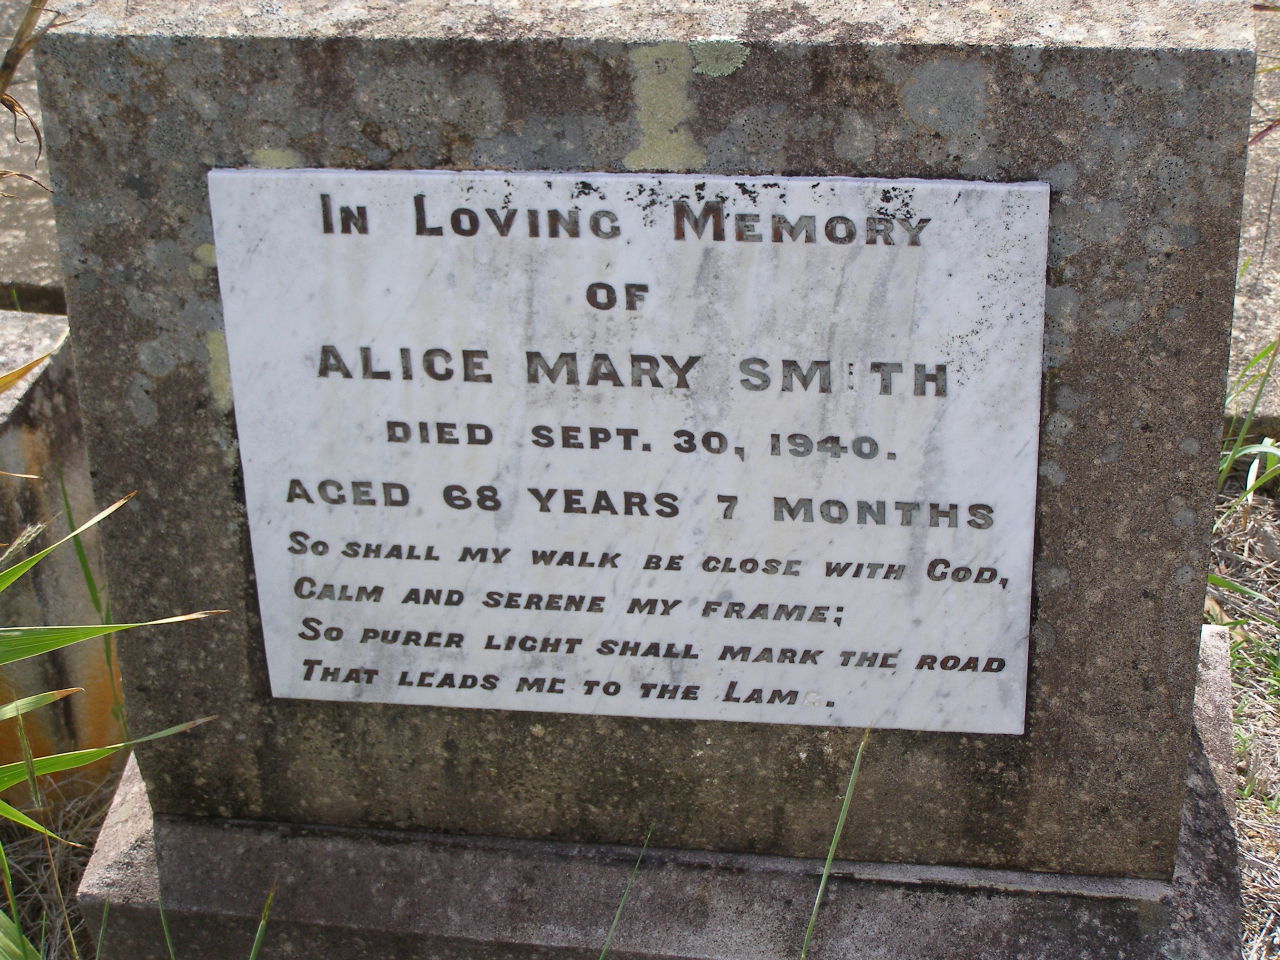 In Loving Memory
OF
ALICE MARY SMITH
DIED SEPT. 30, 1940.
AGED 68 YEARS 7 MONTHS
So shall my walk be close with God,
Calm and serene my frame;
So purer light shall mark the road
That leads me to the Lamb.